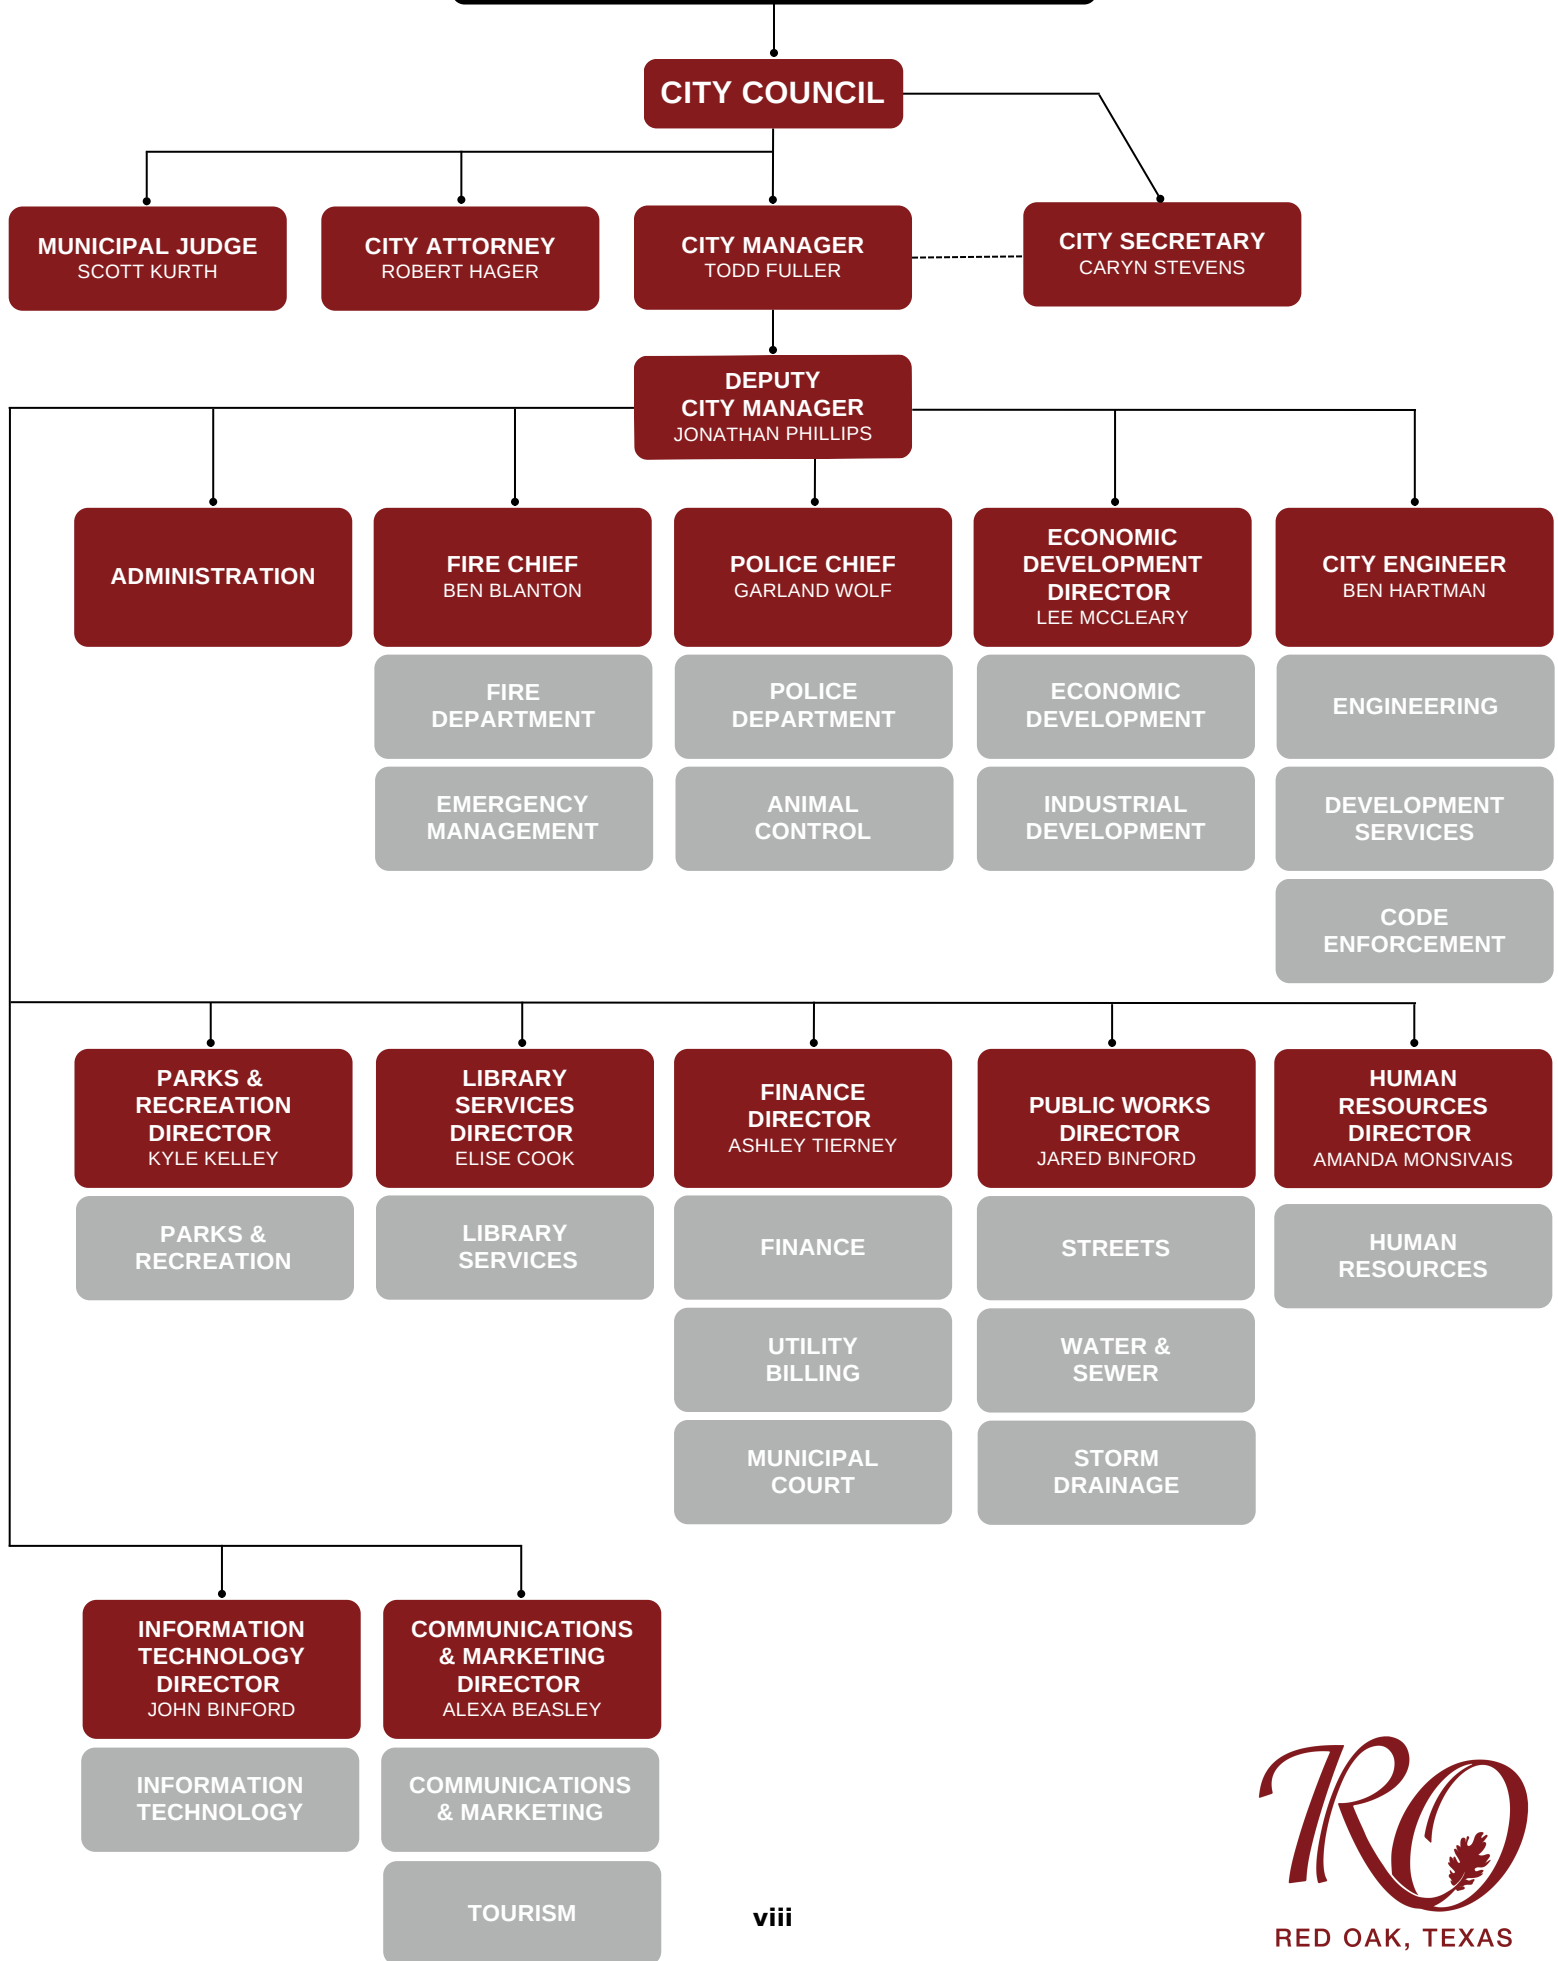 CITY COUNCIL
MUNICIPAL JUDGE
SCOTT KURTH
CITY ATTORNEY
ROBERT HAGER
CITY MANAGER
TODD FULLER
CITY SECRETARY
CARYN STEVENS
DEPUTY
CITY MANAGER
JONATHAN PHILLIPS
ADMINISTRATION
FIRE CHIEF
BEN BLANTON
POLICE CHIEF
GARLAND WOLF
ECONOMIC
DEVELOPMENT
DIRECTOR
LEE MCCLEARY
CITY ENGINEER
BEN HARTMAN
FIRE
DEPARTMENT
POLICE
DEPARTMENT
ECONOMIC
DEVELOPMENT
ENGINEERING
EMERGENCY
MANAGEMENT
ANIMAL
CONTROL
INDUSTRIAL
DEVELOPMENT
DEVELOPMENT
SERVICES
CODE
ENFORCEMENT
PARKS &
RECREATION
DIRECTOR
KYLE KELLEY
LIBRARY
SERVICES
DIRECTOR
ELISE COOK
FINANCE
DIRECTOR
ASHLEY TIERNEY
PUBLIC WORKS
DIRECTOR
JARED BINFORD
HUMAN
RESOURCES
DIRECTOR
AMANDA MONSIVAIS
PARKS &
RECREATION
LIBRARY
SERVICES
FINANCE
STREETS
HUMAN
RESOURCES
UTILITY
BILLING
WATER &
SEWER
MUNICIPAL
COURT
STORM
DRAINAGE
INFORMATION
TECHNOLOGY
DIRECTOR
JOHN BINFORD
COMMUNICATIONS
& MARKETING
DIRECTOR
ALEXA BEASLEY
INFORMATION
TECHNOLOGY
COMMUNICATIONS
& MARKETING
TOURISM
viii
RO
RED OAK, TEXAS